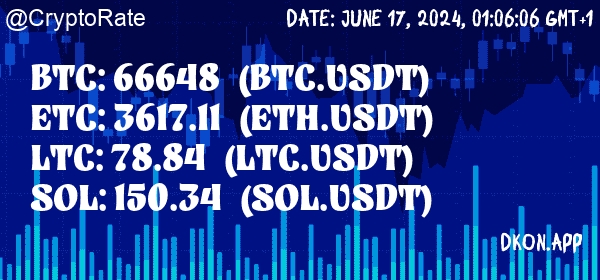 @CryptoRate
DATE: JUNE 17, 2024, 01:06:06 GMT+1
BTC: 66648 (BTC.USDT)
ETC: 3617.11 (ETH.USDT)
LTC: 78.84 (LTC.USDT)
SOL: 150.34 (SOL.USDT)
DKON.APP